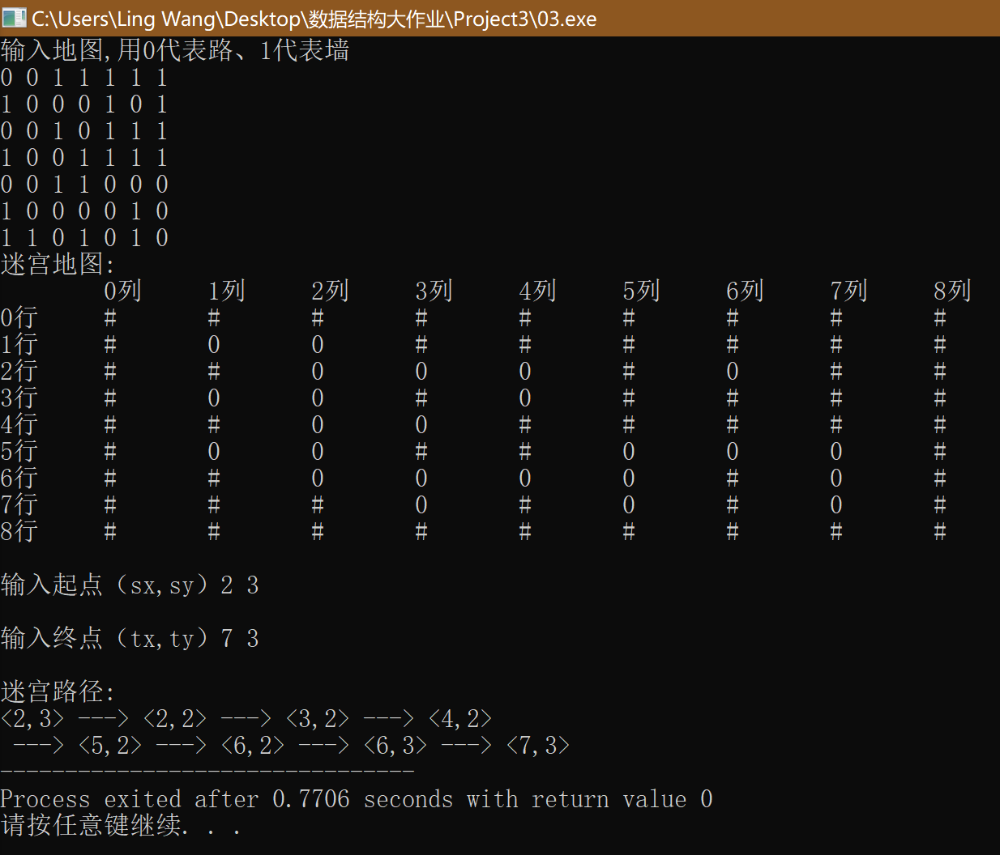 C:\Users\Ling Wang\Desktop\数据结构大作业\Project3\03.exe
输入地图,用0代表路、1代表墙
0 0 1 1 1 1 1
1 0 0 0 1 0 1
0 0 1 0 1 1 1
1 0 0 1 1 1 1
0 0 1 1 0 0 0
1 0 0 0 0 1 0
1 1 0 1 0 1 0
迷宫地图:
0列 1列 2列 3列 4列 5列 6列 7列 8列
0行 # # # # # # # # #
1行 # 0 0 # # # # # #
2行 # # 0 0 0 # 0 # #
3行 # 0 0 # 0 # # # #
4行 # # 0 0 # # # # #
5行 # 0 0 # # 0 0 0 #
6行 # # 0 0 0 0 # 0 #
7行 # # # 0 # 0 # 0 #
8行 # # # # # # # # #
输入起点（sx,sy）2 3
输入终点（tx,ty）7 3
迷宫路径:
<2,3> ---> <2,2> ---> <3,2> ---> <4,2>
---> <5,2> ---> <6,2> ---> <6,3> ---> <7,3>
--------------------------------
Process exited after 0.7706 seconds with return value 0
请按任意键继续. . .